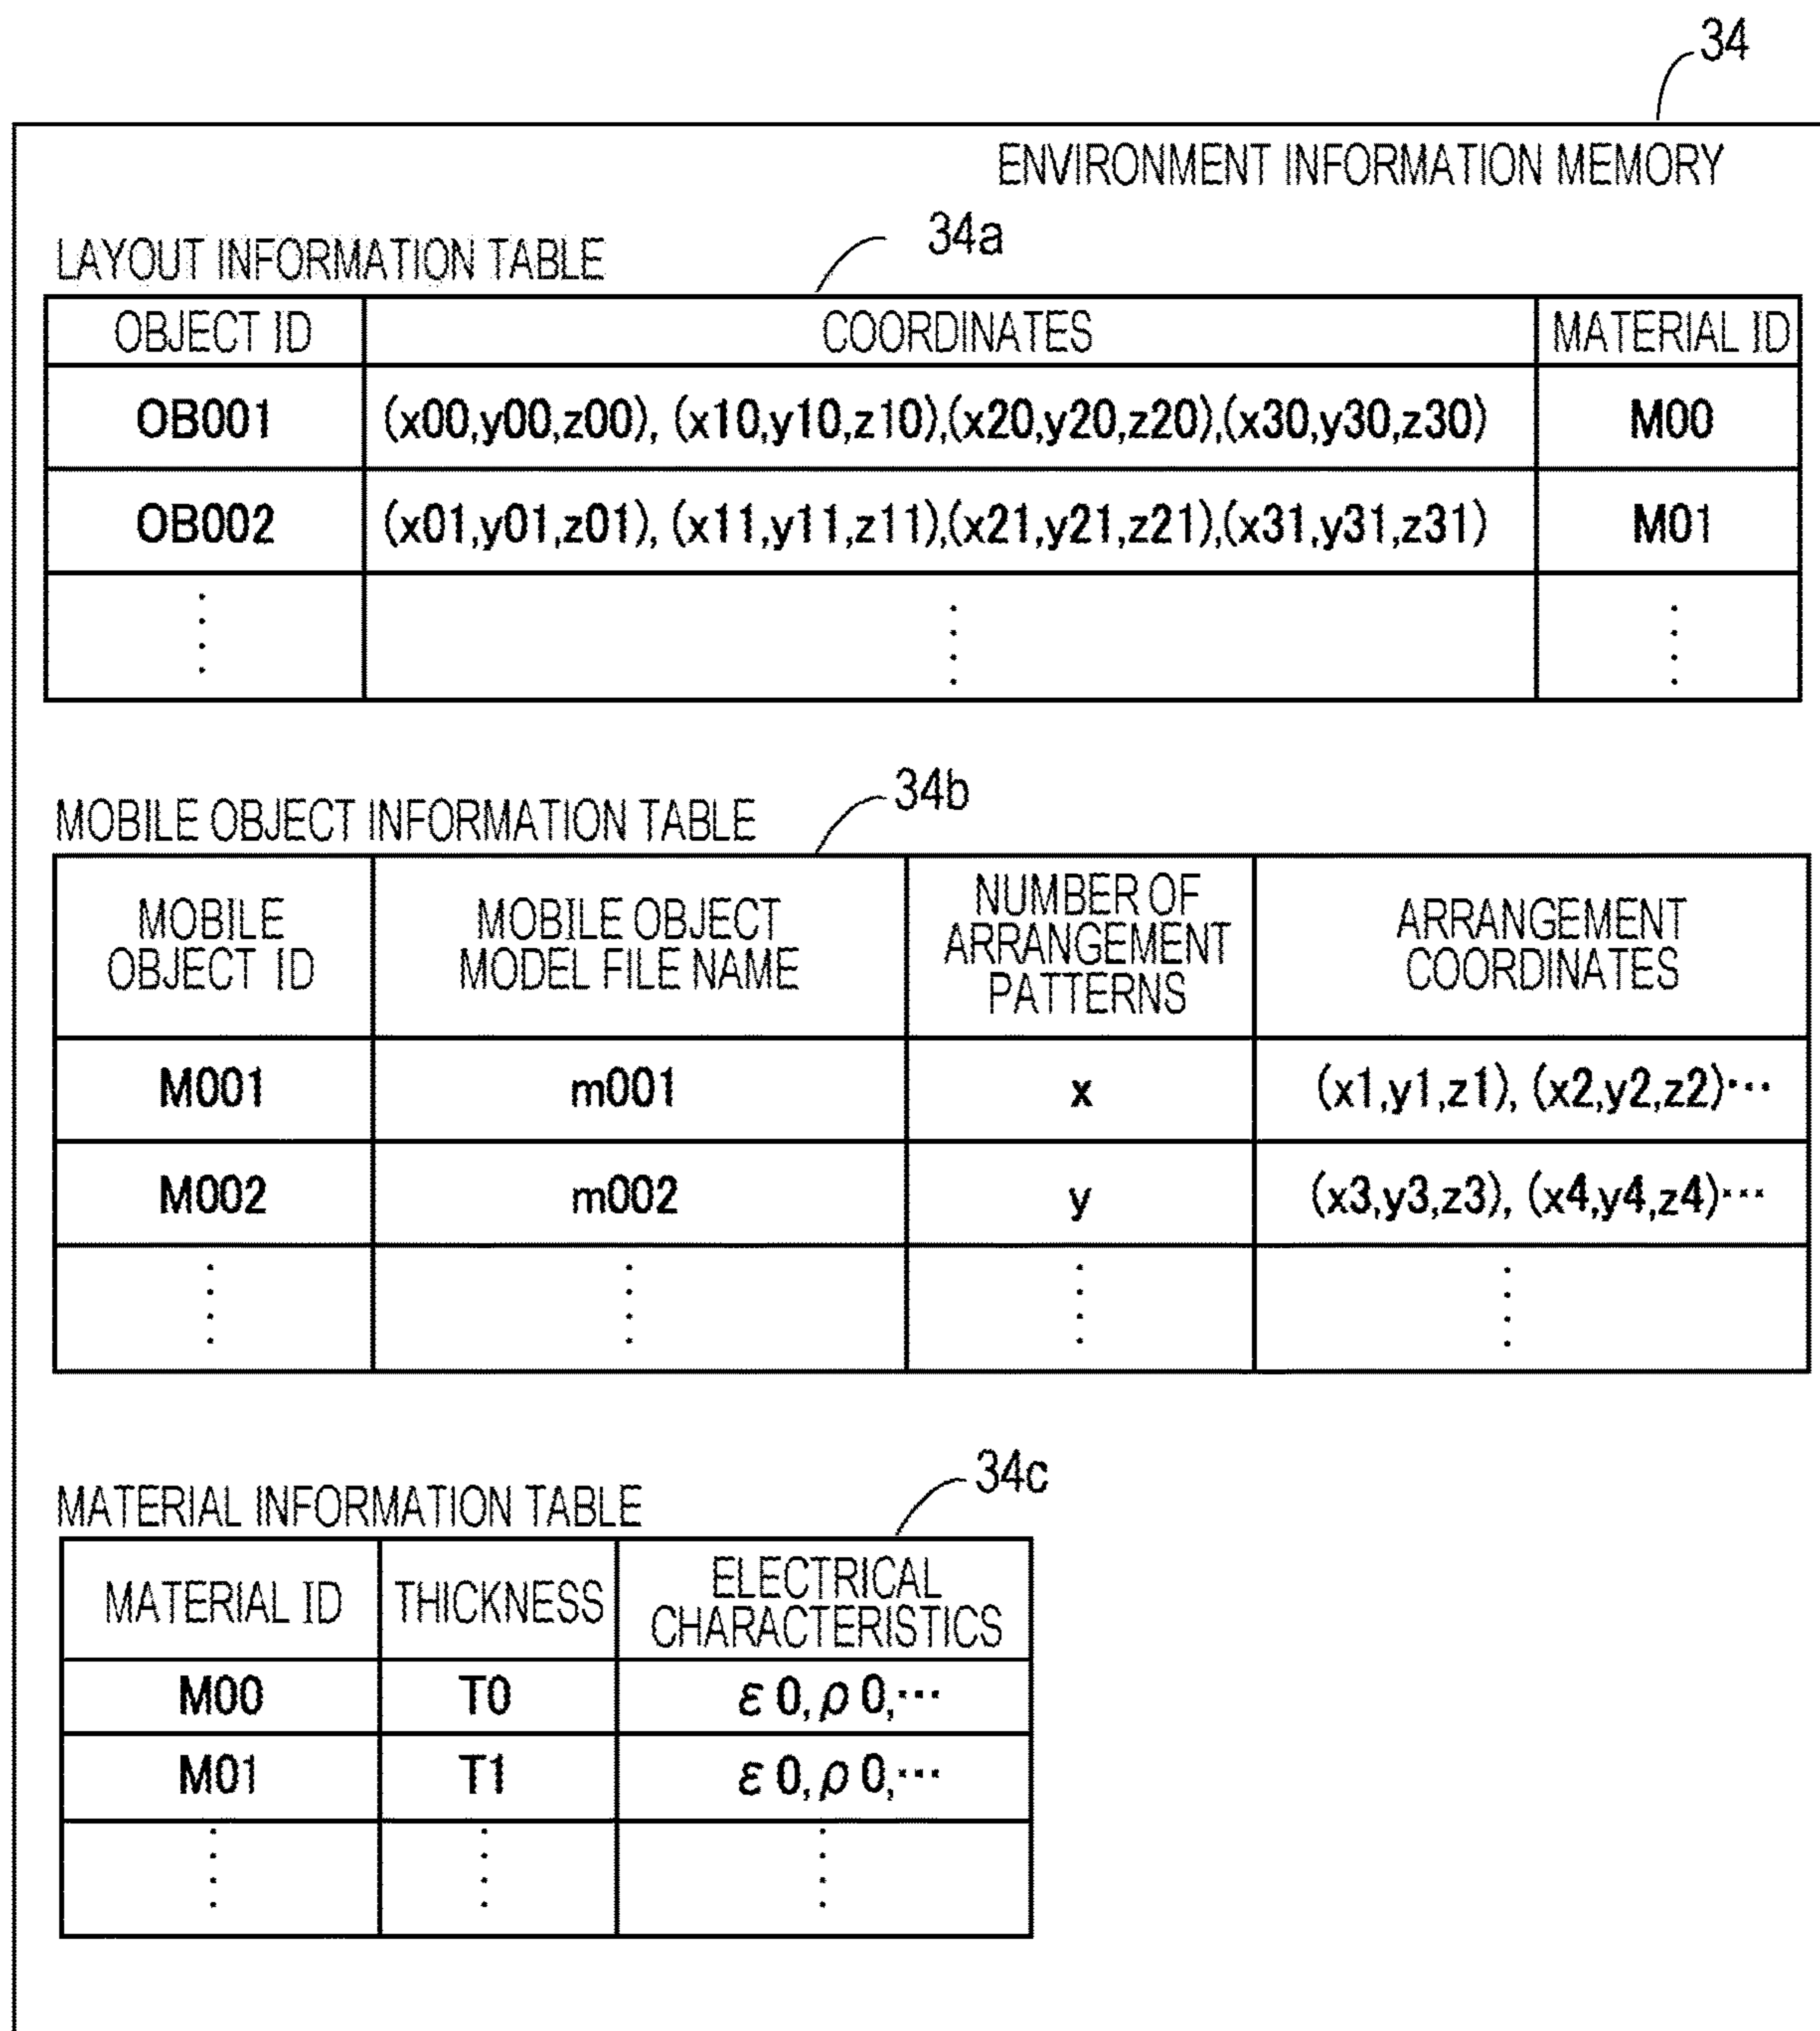 34
ENVIRONMENT INFORMATION MEMORY
LAYOUT INFORMATION TABLE
34a
OBJECT ID COORDINATES MATERIAL ID
OB001 (x00,y00,z00), (x10,y10,z10),(x20,y20,z20),(x30,y30,z30) M00
OB002 (x01,y01,z01), (x11,y11,z11),(x21,y21,z21),(x31,y31,z31) M01
MOBILE OBJECT INFORMATION TABLE
34b
MOBILE OBJECT ID
MOBILE OBJECT MODEL FILE NAME
NUMBER OF ARRANGEMENT PATTERNS
ARRANGEMENT COORDINATES
M001 m001 x (x1,y1,z1), (x2,y2,z2)⋯
M002 m002 y (x3,y3,z3), (x4,y4,z4)⋯
MATERIAL INFORMATION TABLE
34c
MATERIAL ID THICKNESS ELECTRICAL CHARACTERISTICS
M00 T0 ε0,ρ0,⋯
M01 T1 ε0,ρ0,⋯